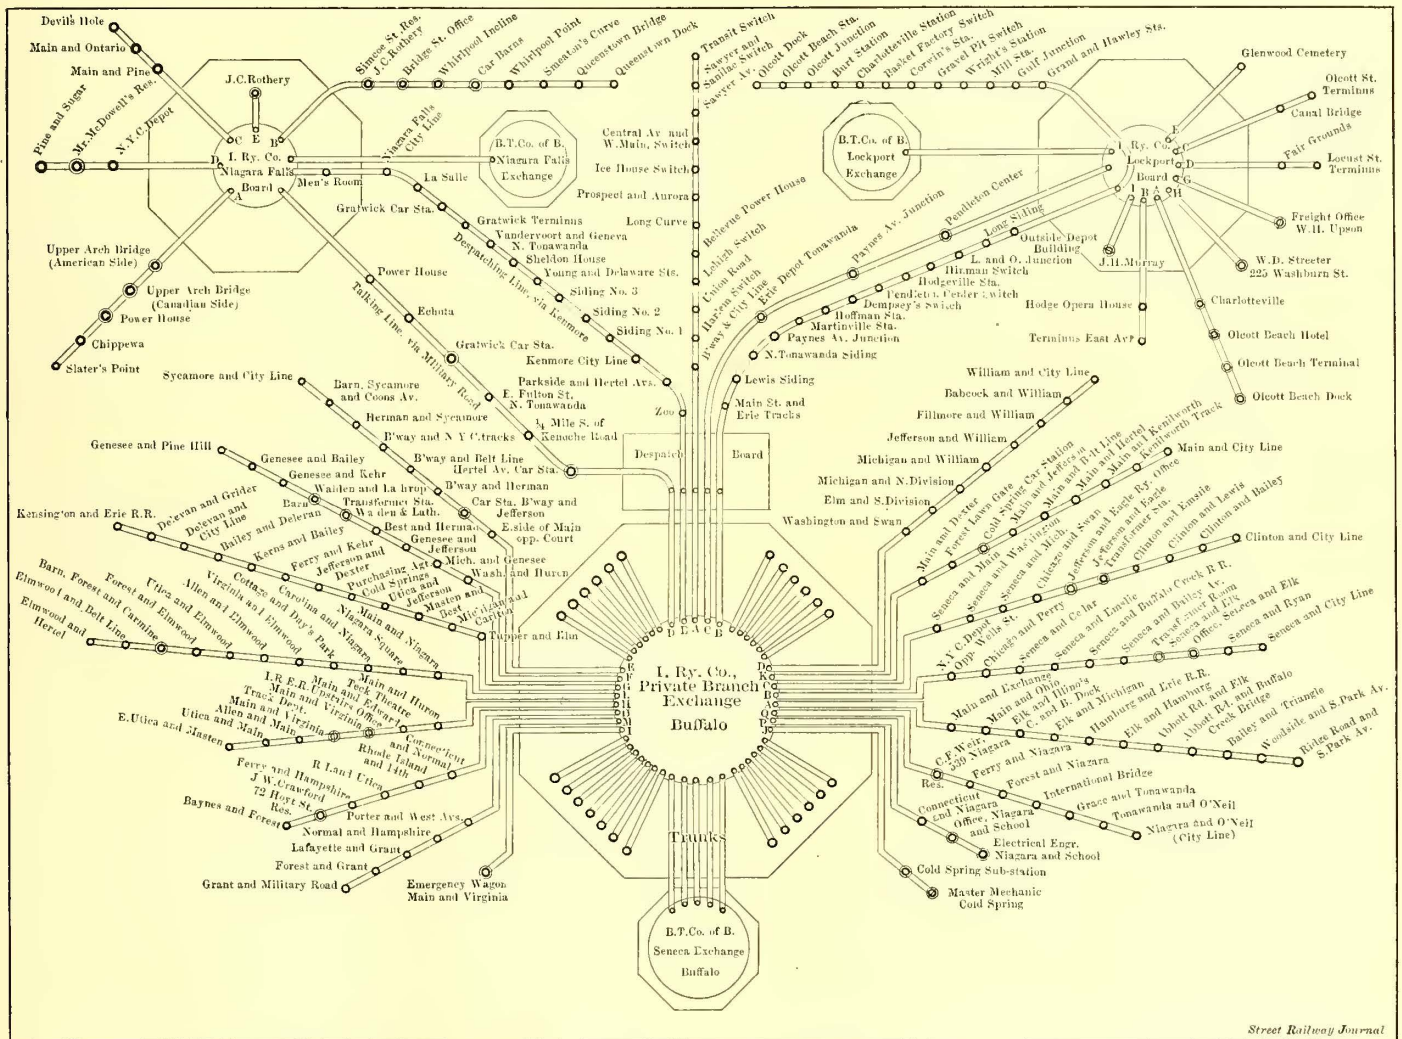 Devil's Hole
Main and Ontario
Main and Pine
Pine and Sugar
Mr. McDowell's Res.
N.Y.C. Depot
J.C. Rothery
Simcoe St. Res.
J.C. Rothery
Bridge St. Office
Whirlpool Incline
Car Barns
Whirlpool Point
Smeaton's Curve
Queenstown Bridge
Queenstown Dock
C
E
B
D
I. Ry. Co.
Niagara Falls
Board
A
Men's Room
Niagara Falls
City Line
B.T.Co. of B.
Niagara Falls
Exchange
La Salle
Gratwick Car Sta.
Gratwick Terminus
Vandervoort and Geneva
N. Tonawanda
Sheldon House
Young and Delaware Sts.
Siding No. 3
Siding No. 2
Siding No. 1
Kenmore City Line
Parkside and Hertel Avs.
Zoo
Despatching Line, via Kenmore
Upper Arch Bridge
(American Side)
Upper Arch Bridge
(Canadian Side)
Power House
Chippewa
Slater's Point
Power House
Echota
Gratwick Car Sta.
E. Fulton St.
N. Tonawanda
¼ Mile S. of
Kenoche Road
Hertel Av. Car Sta.
Talking Line, via Military Road
Transit Switch
Sawyer and
Sanilac Switch
Sawyer Av.
Central Av and
W.Main, Switch
Ice House Switch
Prospect and Aurora
Long Curve
Bellevue Power House
Lehigh Switch
Union Road
Harlem Switch
B'way & City Line
Olcott Dock
Olcott Beach Sta.
Olcott Junction
Burt Station
Charlotteville Station
Basket Factory Switch
Corwin's Sta.
Gravel Pit Switch
Wright's Station
Mill Sta.
Gulf Junction
Grand and Hawley Sts.
B.T.Co. of B.
Lockport
Exchange
I. Ry. Co.
Lockport
Board
E
C
D
G
H
I
B
A
Glenwood Cemetery
Olcott St.
Terminus
Canal Bridge
Fair Grounds
Locust St.
Terminus
Freight Office
W.H. Upson
W.D. Streeter
225 Washburn St.
Charlotteville
Olcott Beach Hotel
Olcott Beach Terminal
Olcott Beach Dock
Hodge Opera House
Terminus East Av.
J.H. Murray
Outside Depot
Building
Erie Depot Tonawanda
Paynes Av. Junction
Pendleton Center
Long Siding
L. and O. Junction
Hinman Switch
Hodgeville Sta.
Pendleton Center Switch
Dempsey's Switch
Hoffman Sta.
Martinville Sta.
Paynes Av. Junction
N.Tonawanda Siding
Lewis Siding
Main St. and
Erie Tracks
Despatch
Board
Sycamore and City Line
Barn, Sycamore
and Coons Av.
Herman and Sycamore
B'way and N Y C.tracks
B'way and Belt Line
B'way and Herman
Car Sta. B'way and
Jefferson
E.side of Main
opp. Court
Genesee and Pine Hill
Genesee and Bailey
Genesee and Kehr
Barn
Walden and Lathrop
Transformer Sta.
Walden & Lath.
Best and Herman
Genesee and
Jefferson
Mich. and Genesee
Wash. and Huron
Kensington and Erie R.R.
Delevan and Grider
Delevan and
City Line
Bailey and Delevan
Kerns and Bailey
Ferry and Kehr
Jefferson and
Dexter
Purchasing Agt.
Cold Springs
Utica and
Jefferson
Masten and
Best
Michigan and
Carlton
Tupper and Elm
Elmwood and
Hertel
Elmwood and Belt Line
Barn, Forest and Carmine
Forest and Elmwood
Utica and Elmwood
Allen and Elmwood
Virginia and Elmwood
Cottage and Day's Park
Carolina and Niagara
Niagara Square
Main and Niagara
E.Utica and Masten
Utica and Main
Allen and Main
Main and Virginia
Track Dept.
Main and Virginia
I.R E.R. Upstairs Office
Main and Edward
Teck Theatre
Main and Huron
Baynes and Forest
72 Hoyt St.
Res.
J W.Crawford
Ferry and Hampshire
R I.and Utica
Rhode Island
and 14th
Connecticut
and Normal
Porter and West Avs.
Normal and Hampshire
Lafayette and Grant
Forest and Grant
Grant and Military Road
Emergency Wagon
Main and Virginia
D
E
A
C
B
I. Ry. Co.,
Private Branch
Exchange
Buffalo
Trunks
B.T.Co. of B.
Seneca Exchange
Buffalo
William and City Line
Babcock and William
Fillmore and William
Jefferson and William
Michigan and William
Michigan and N.Division
Elm and S.Division
Washington and Swan
Main and City Line
Kenilworth Track
Main and Kenilworth
Main and Hertel
Main and Belt Line
Main and Jefferson
Cold Spring Car Station
Forest Lawn Gate
Main and Dexter
Clinton and City Line
Clinton and Bailey
Clinton and Lewis
Clinton and Emslie
Transformer Sta.
Jefferson and Eagle
Jefferson and Eagle Ry. Office
Chicago and Swan
Seneca and Mich.
Seneca and Washington
Seneca and Main
Seneca and City Line
Seneca and Ryan
Office, Seneca and Elk
Seneca and Elk
Transformer Room
Seneca and Bailey Av.
Seneca and Buffalo Creek R R.
Seneca and Emslie
Seneca and Cedar
Chicago and Perry
N.Y.C. Depot
Opp. Wells St.
Main and Exchange
Main and Ohio
Elk and Illino's
C. and B. Dock
Elk and Michigan
Hamburg and Erie R.R.
Elk and Hamburg
Abbott Rd. and Elk
Abbott Rd. and Buffalo
Creek Bridge
Bailey and Triangle
Woodside and S.Park Av.
Ridge Road and
S.Park Av.
C.F.Weir,
539 Niagara
Res.
Ferry and Niagara
Forest and Niagara
International Bridge
Grace and Tonawanda
Tonawanda and O'Neil
Niagara and O'Neil
(City Line)
Connecticut
and Niagara
Office, Niagara
and School
Electrical Engr.
Niagara and School
Cold Spring Sub-station
Master Mechanic
Cold Spring
Street Railway Journal